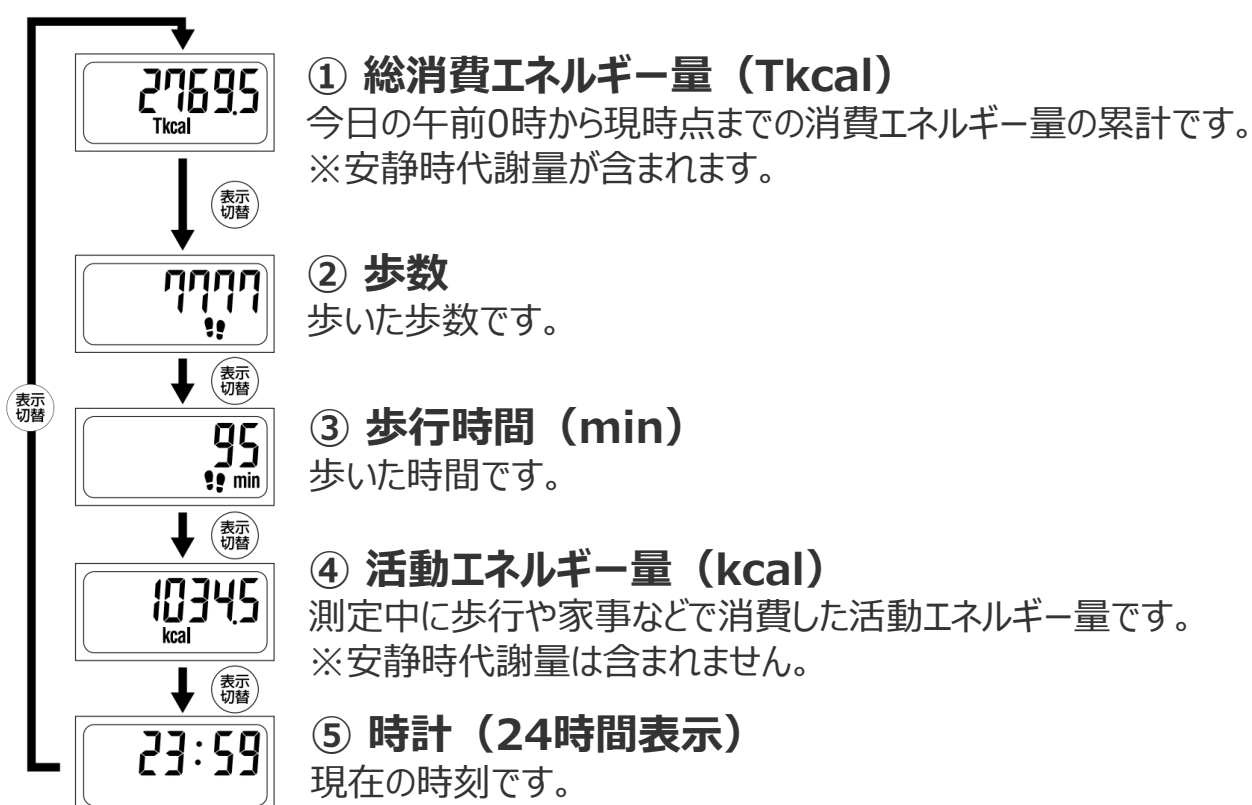 2769.5
Tkcal
① 総消費エネルギー量（Tkcal）
今日の午前0時から現時点までの消費エネルギー量の累計です。
※安静時代謝量が含まれます。
表示
切替
7777
② 歩数
歩いた歩数です。
表示
切替
表示
切替
95
min
③ 歩行時間（min）
歩いた時間です。
表示
切替
1034.5
kcal
④ 活動エネルギー量（kcal）
測定中に歩行や家事などで消費した活動エネルギー量です。
※安静時代謝量は含まれません。
表示
切替
23:59
⑤ 時計（24時間表示）
現在の時刻です。